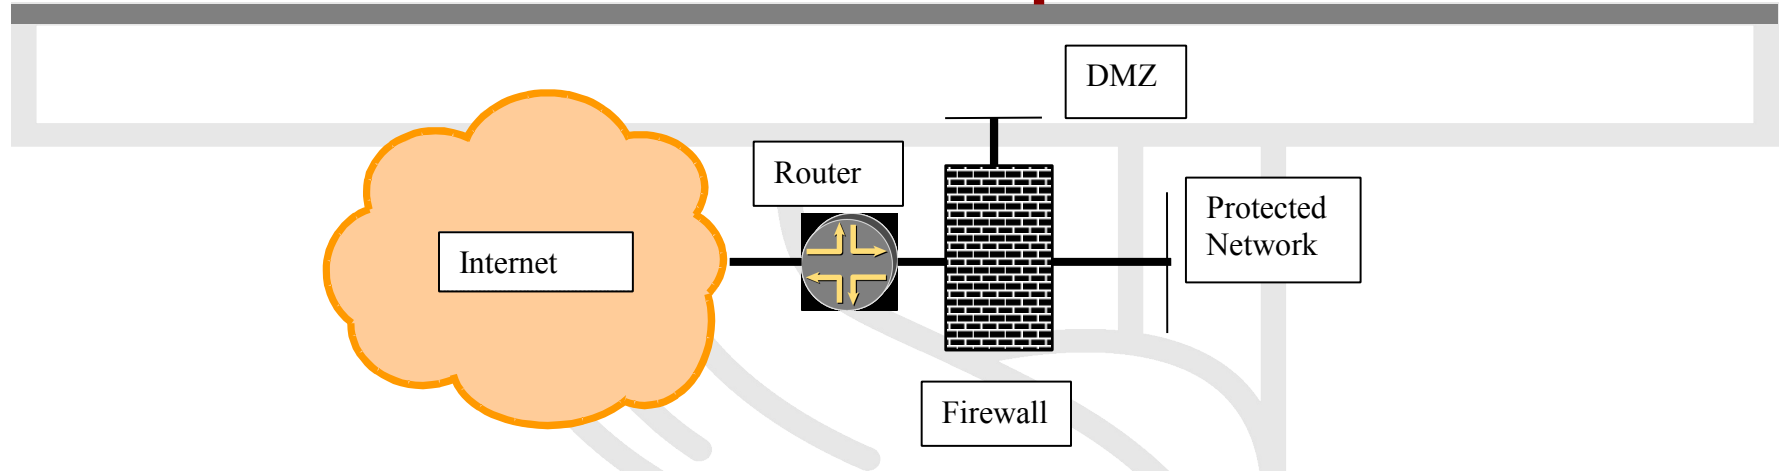 DMZ
Router
Protected
Network
Internet
Firewall